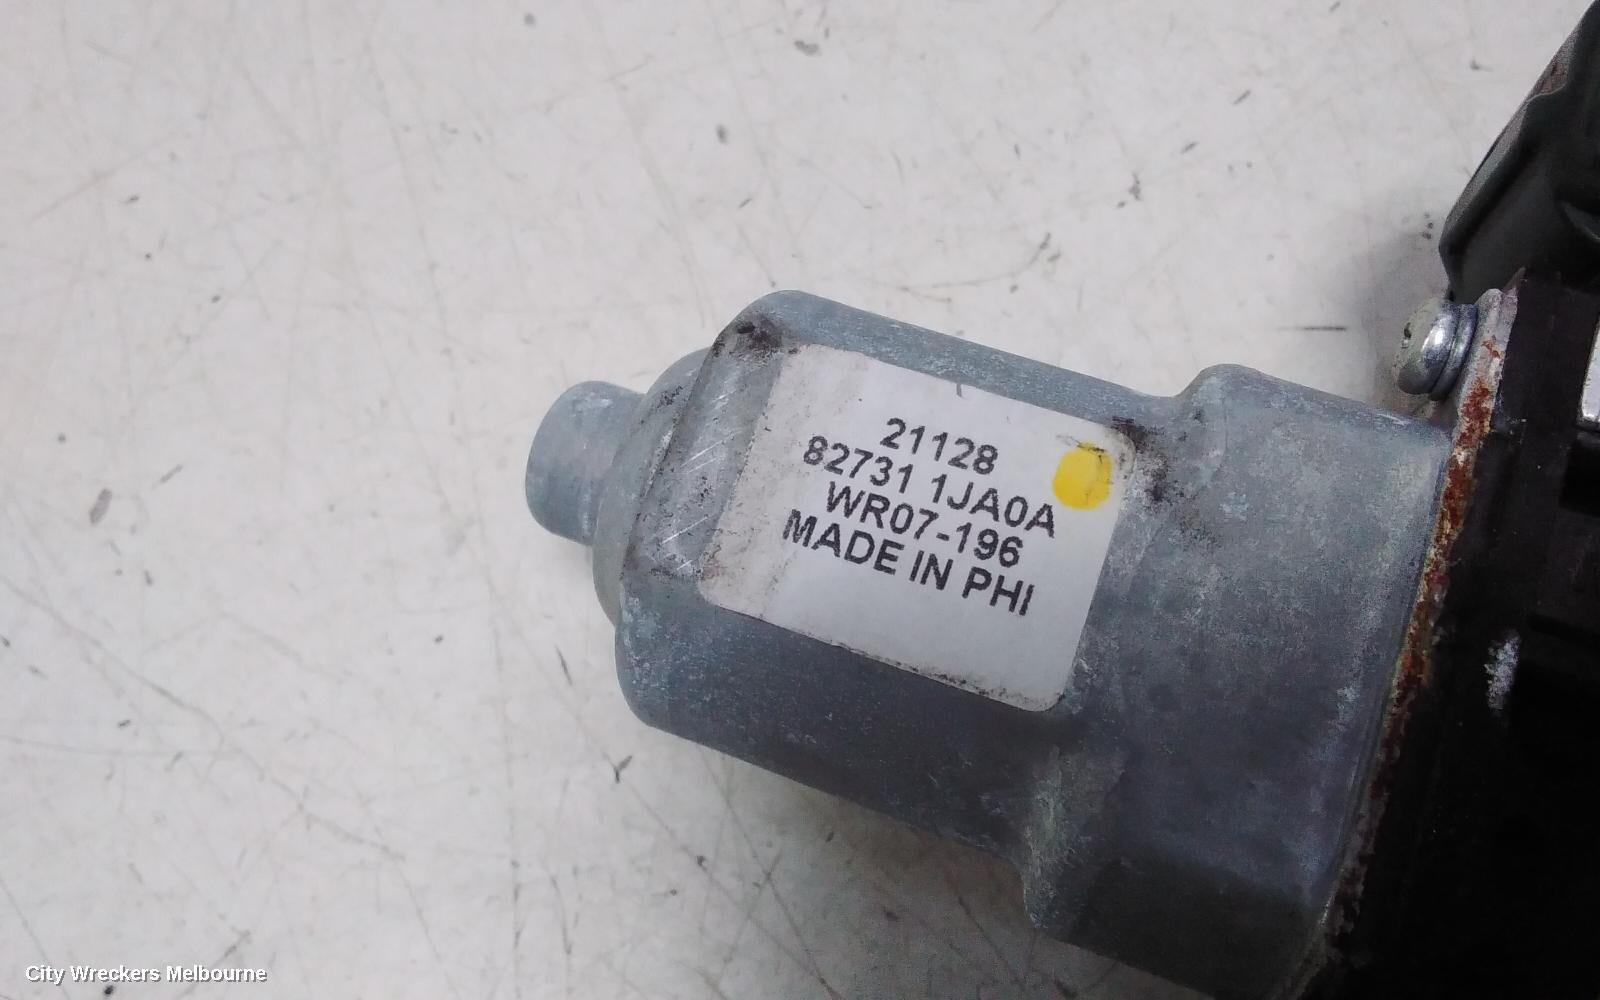 21128
82731 1JA0A
WR07-196
MADE IN PHI
City Wreckers Melbourne